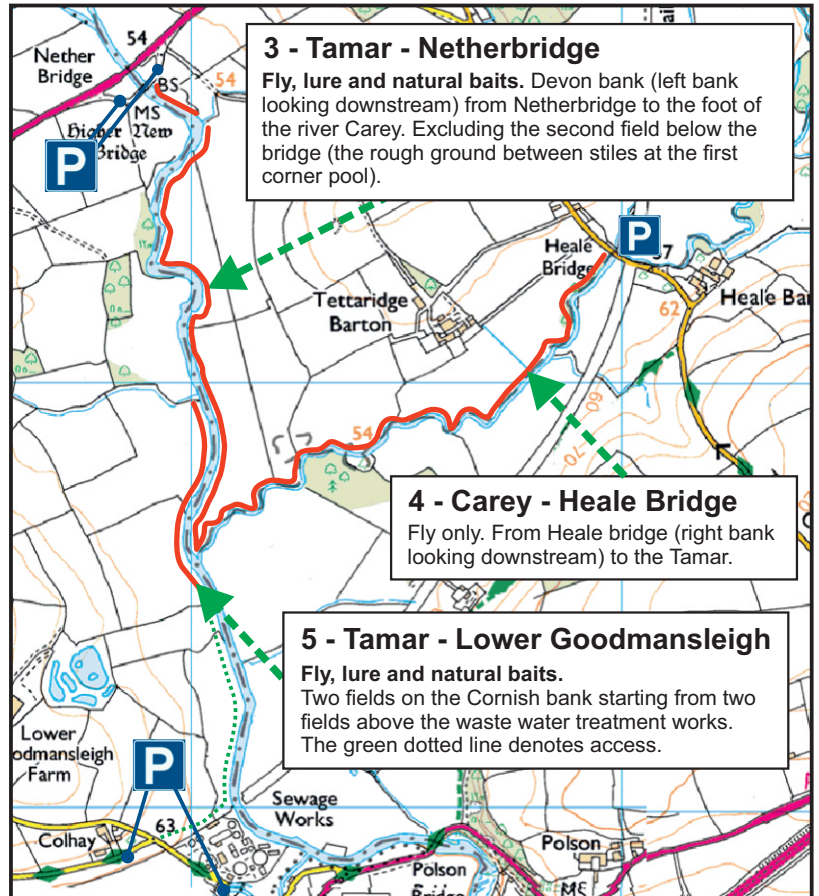 54
Nether
Bridge
BS
54
MS
Higher New
Bridge
P
3 - Tamar - Netherbridge
Fly, lure and natural baits. Devon bank (left bank
looking downstream) from Netherbridge to the foot of
the river Carey. Excluding the second field below the
bridge (the rough ground between stiles at the first
corner pool).
P
Heale
Bridge
57
Heale Bar
62
Tettaridge
Barton
60
70
54
4 - Carey - Heale Bridge
Fly only. From Heale bridge (right bank
looking downstream) to the Tamar.
5 - Tamar - Lower Goodmansleigh
Fly, lure and natural baits.
Two fields on the Cornish bank starting from two
fields above the waste water treatment works.
The green dotted line denotes access.
Lower
odmansleigh
Farm
P
Sewage
Works
63
Colhay
Polson
Bridge
Polson
MS